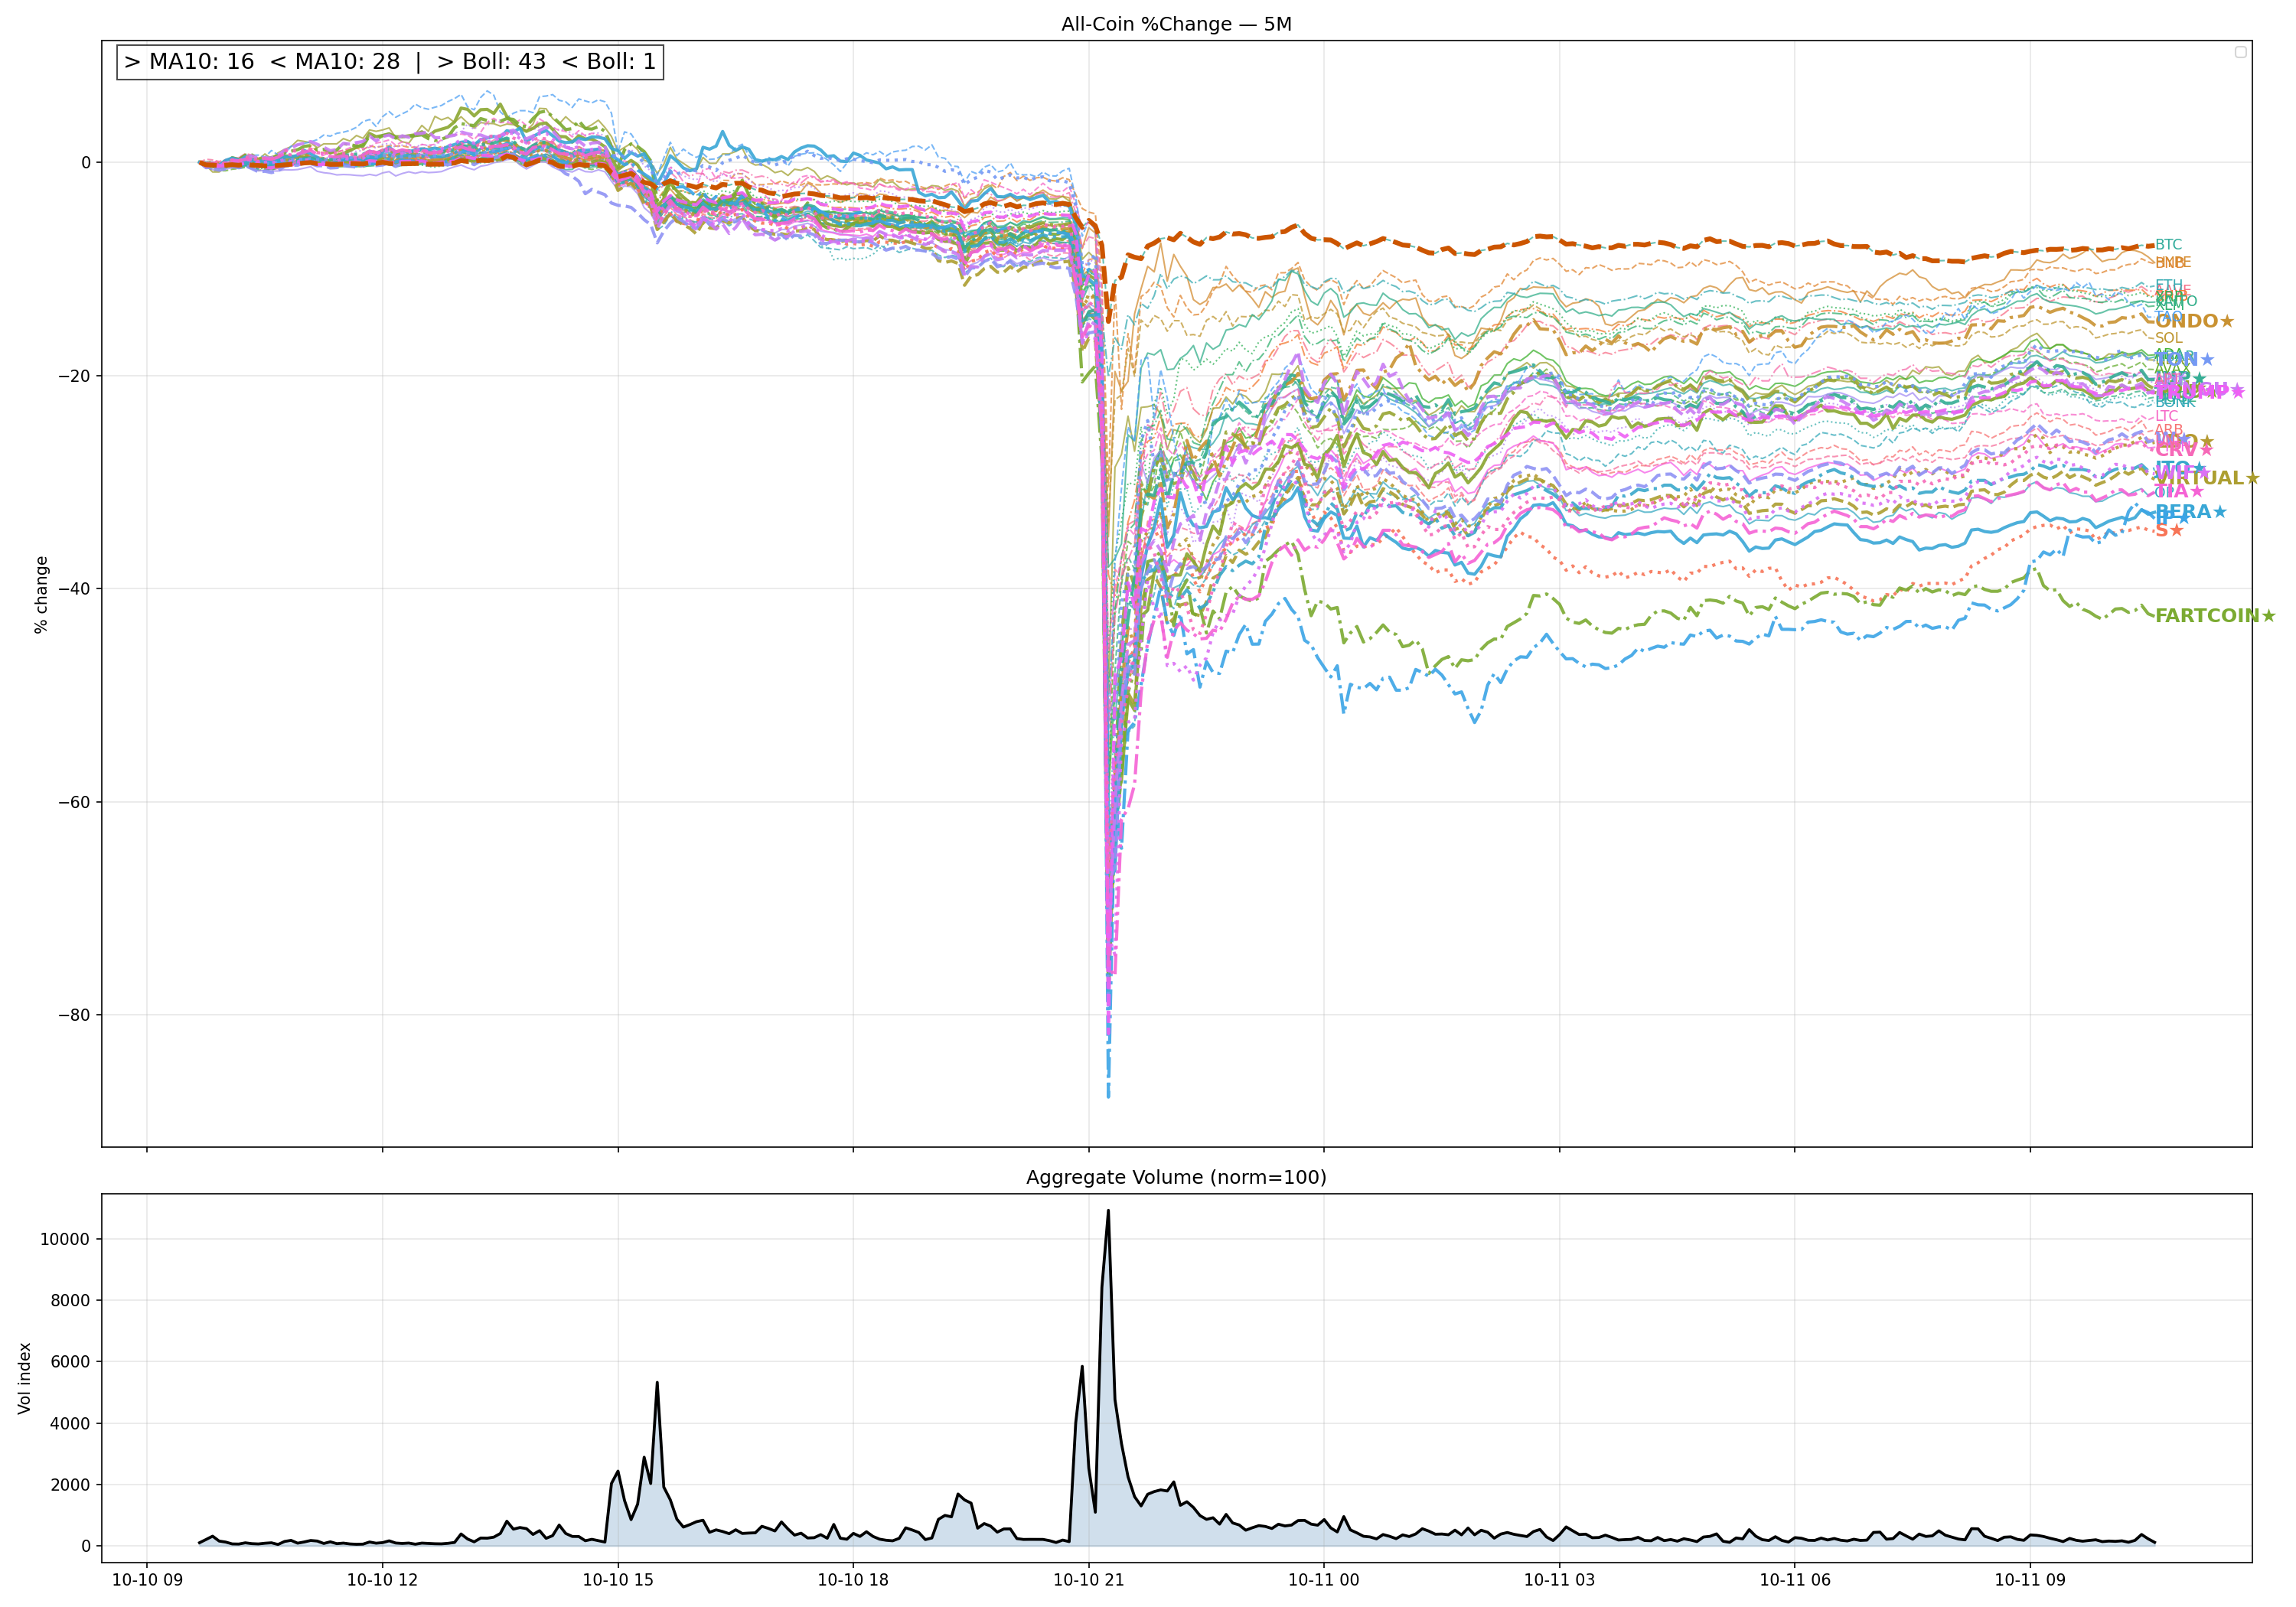 All-Coin %Change — 5M
> MA10: 16  < MA10: 28  |  > Boll: 43  < Boll: 1
% change
0
−20
−40
−60
−80
BTC
ETH
ONDO★
SOL
BONK
LTC
ARB
CRV★
VIRTUAL★
TIA★
BERA★
S★
FARTCOIN★
Aggregate Volume (norm=100)
Vol index
10000
8000
6000
4000
2000
0
10-10 09
10-10 12
10-10 15
10-10 18
10-10 21
10-11 00
10-11 03
10-11 06
10-11 09